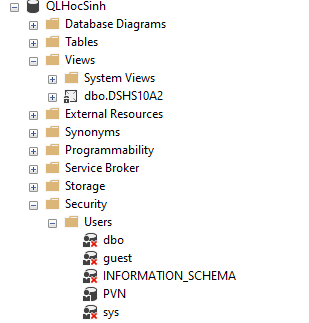 QLHocSinh
Database Diagrams
Tables
Views
System Views
dbo.DSHS10A2
External Resources
Synonyms
Programmability
Service Broker
Storage
Security
Users
dbo
guest
INFORMATION_SCHEMA
PVN
sys